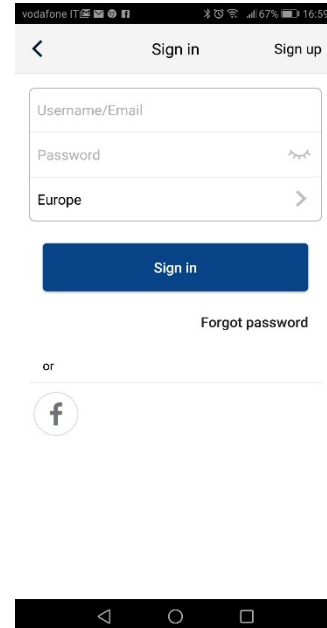 vodafone IT 67% 16:59
Sign in Sign up
Username/Email
Password
Europe
Sign in
Forgot password
or
f